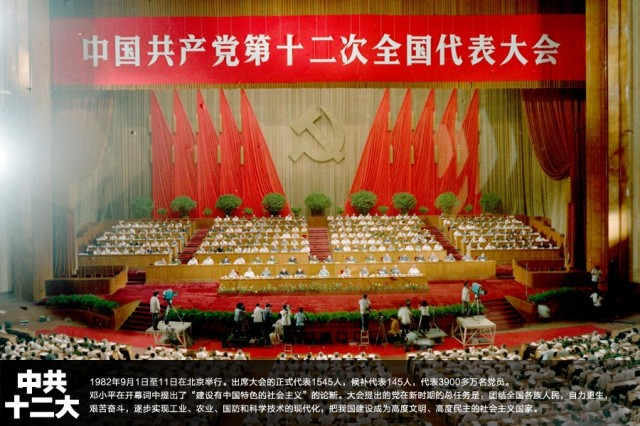 中国共产党第十二次全国代表大会
中共
十二大
1982年9月1日至11日在北京举行。出席大会的正式代表1545人，候补代表145人，代表3900多万名党员。
邓小平在开幕词中提出了“建设有中国特色的社会主义”的论断。大会提出的党在新时期的总任务是：团结全国各族人民，自力更生，
艰苦奋斗，逐步实现工业、农业、国防和科学技术的现代化，把我国建设成为高度文明、高度民主的社会主义国家。